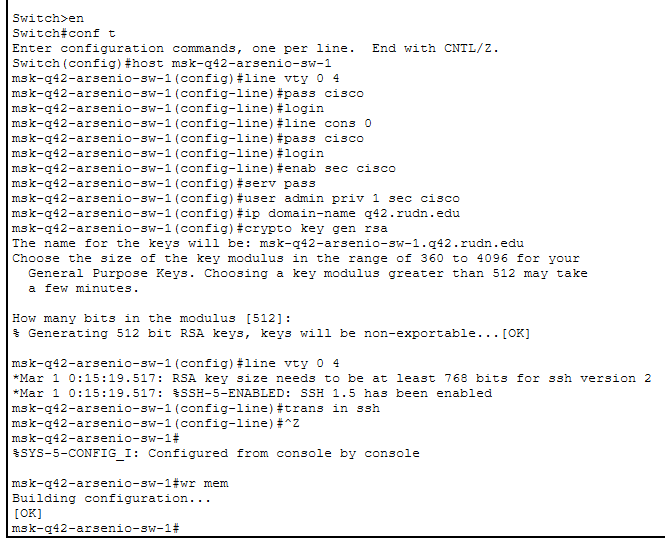 Switch>en
Switch#conf t
Enter configuration commands, one per line.  End with CNTL/Z.
Switch(config)#host msk-q42-arsenio-sw-1
msk-q42-arsenio-sw-1(config)#line vty 0 4
msk-q42-arsenio-sw-1(config-line)#pass cisco
msk-q42-arsenio-sw-1(config-line)#login
msk-q42-arsenio-sw-1(config-line)#line cons 0
msk-q42-arsenio-sw-1(config-line)#pass cisco
msk-q42-arsenio-sw-1(config-line)#login
msk-q42-arsenio-sw-1(config-line)#enab sec cisco
msk-q42-arsenio-sw-1(config)#serv pass
msk-q42-arsenio-sw-1(config)#user admin priv 1 sec cisco
msk-q42-arsenio-sw-1(config)#ip domain-name q42.rudn.edu
msk-q42-arsenio-sw-1(config)#crypto key gen rsa
The name for the keys will be: msk-q42-arsenio-sw-1.q42.rudn.edu
Choose the size of the key modulus in the range of 360 to 4096 for your
  General Purpose Keys. Choosing a key modulus greater than 512 may take
  a few minutes.

How many bits in the modulus [512]:
% Generating 512 bit RSA keys, keys will be non-exportable...[OK]

msk-q42-arsenio-sw-1(config)#line vty 0 4
*Mar 1 0:15:19.517: RSA key size needs to be at least 768 bits for ssh version 2
*Mar 1 0:15:19.517: %SSH-5-ENABLED: SSH 1.5 has been enabled
msk-q42-arsenio-sw-1(config-line)#trans in ssh
msk-q42-arsenio-sw-1(config-line)#^Z
msk-q42-arsenio-sw-1#
%SYS-5-CONFIG_I: Configured from console by console

msk-q42-arsenio-sw-1#wr mem
Building configuration...
[OK]
msk-q42-arsenio-sw-1#